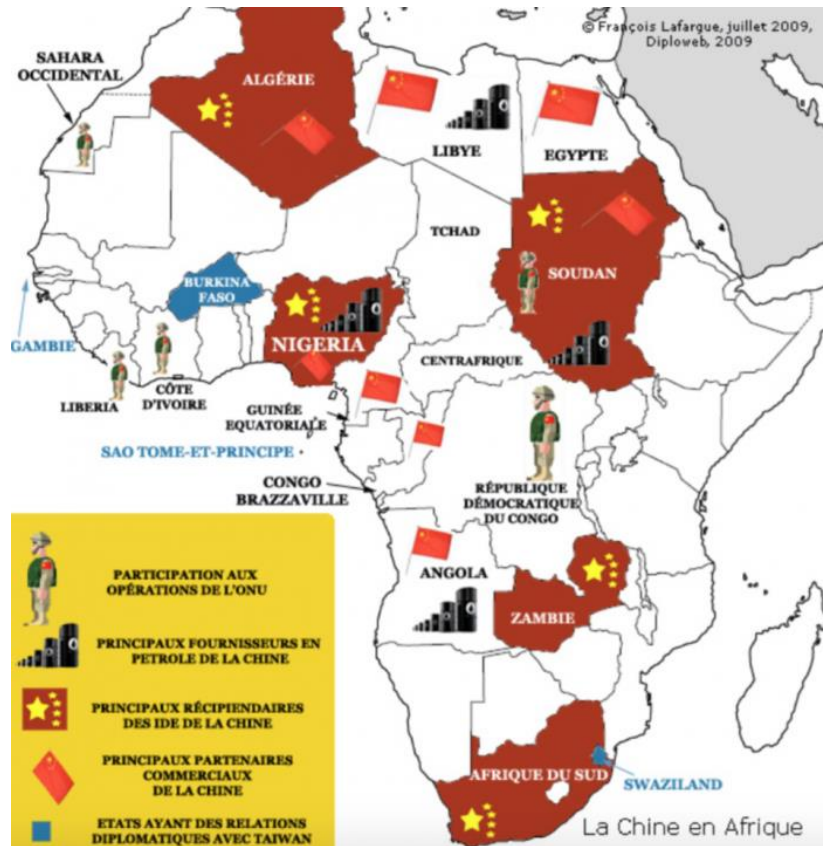 © François Lafargue, juillet 2009,
Diploweb, 2009
SAHARA
OCCIDENTAL
ALGÉRIE
LIBYE
EGYPTE
TCHAD
SOUDAN
BURKINA
FASO
NIGERIA
GAMBIE
CENTRAFRIQUE
LIBERIA
CÔTE
D'IVOIRE
GUINÉE
EQUATORIALE
SAO TOME-ET-PRINCIPE
CONGO
BRAZZAVILLE
RÉPUBLIQUE
DÉMOCRATIQUE
DU CONGO
ANGOLA
ZAMBIE
AFRIQUE DU SUD
SWAZILAND
PARTICIPATION AUX
OPÉRATIONS DE L'ONU
PRINCIPAUX FOURNISSEURS EN
PETROLE DE LA CHINE
PRINCIPAUX RÉCIPIENDAIRES
DES IDE DE LA CHINE
PRINCIPAUX PARTENAIRES
COMMERCIAUX
DE LA CHINE
ETATS AYANT DES RELATIONS
DIPLOMATIQUES AVEC TAIWAN
La Chine en Afrique